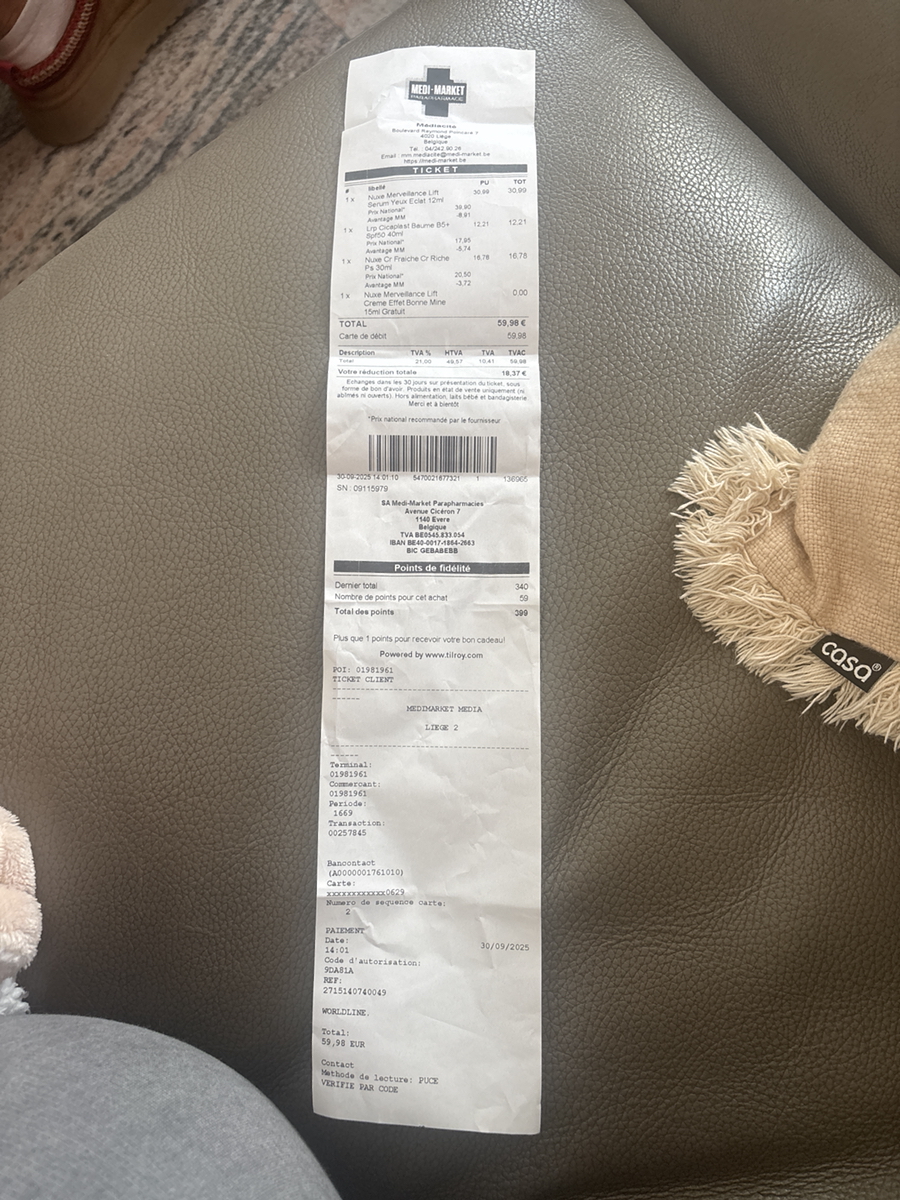 MEDI-MARKET
PARAPHARMACIE
Mediacité
Boulevard Raymond Poincaré 7
4020 Liège
Belgique
Tél : 04/242.90.26
Email : mm.mediacite@medi-market.be
https://medi-market.be
TICKET
# libellé PU TOT
1 x Nuxe Merveillance Lift 30,99 30,99
Serum Yeux Eclat 12ml
Prix National* 39,90
Avantage MM -8,91
1 x Lrp Cicaplast Baume B5+ 12,21 12,21
Spf50 40ml
Prix National* 17,95
Avantage MM -5,74
1 x Nuxe Cr Fraiche Cr Riche 16,78 16,78
Ps 30ml
Prix National* 20,50
Avantage MM -3,72
1 x Nuxe Merveillance Lift 0,00
Creme Effet Bonne Mine
15ml Gratuit
TOTAL 59,98 €
Carte de débit 59,98
Description TVA % HTVA TVA TVAC
Total 21,00 49,57 10,41 59,98
Votre réduction totale 18,37 €
Echanges dans les 30 jours sur présentation du ticket, sous
forme de bon d'avoir. Produits en état de vente uniquement (ni
abîmés ni ouverts). Hors alimentation, laits bébé et bandagisterie
Merci et à bientôt
*Prix national recommandé par le fournisseur
30-09-2025 14:01:10 5470021677321 1 136965
SN : 09115979
SA Medi-Market Parapharmacies
Avenue Cicéron 7
1140 Evere
Belgique
TVA BE0545.833.054
IBAN BE40-0017-1864-2663
BIC GEBABEBB
Points de fidélité
Dernier total 340
Nombre de points pour cet achat 59
Total des points 399
Plus que 1 points pour recevoir votre bon cadeau!
Powered by www.tilroy.com
POI: 01981961
TICKET CLIENT
MEDIMARKET MEDIA
LIEGE 2
Terminal:
01981961
Commercant:
01981961
Periode:
1669
Transaction:
00257845
Bancontact
(A0000001761010)
Carte:
xxxxxxxxxxxxx0629
Numero de sequence carte:
2
PAIEMENT
Date: 30/09/2025
14:01
Code d'autorisation:
9DA81A
REF:
2715140740049
WORLDLINE.
Total:
59,98 EUR
Contact
Methode de lecture: PUCE
VERIFIE PAR CODE
casa®